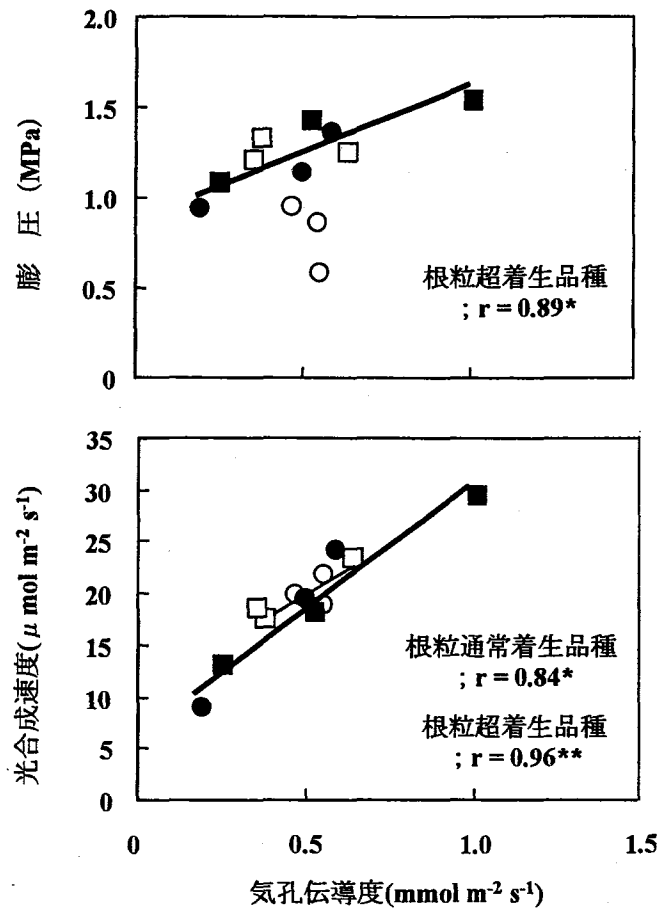 2.0
1.5
1.0
0.5
0
膨 圧 (MPa)
根粒超着生品種
; r = 0.89*
35
30
25
20
15
10
5
0
光合成速度(μ mol m-2 s-1)
根粒通常着生品種
; r = 0.84*
根粒超着生品種
; r = 0.96**
0 0.5 1.0 1.5
気孔伝導度(mmol m-2 s-1)